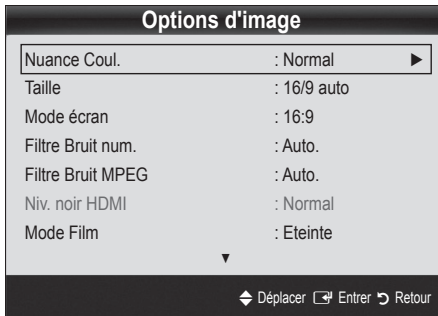 Options d'image
Nuance Coul. : Normal ►
Taille : 16/9 auto
Mode écran : 16:9
Filtre Bruit num. : Auto.
Filtre Bruit MPEG : Auto.
Niv. noir HDMI : Normal
Mode Film : Eteinte
▼
Déplacer Entrer Retour